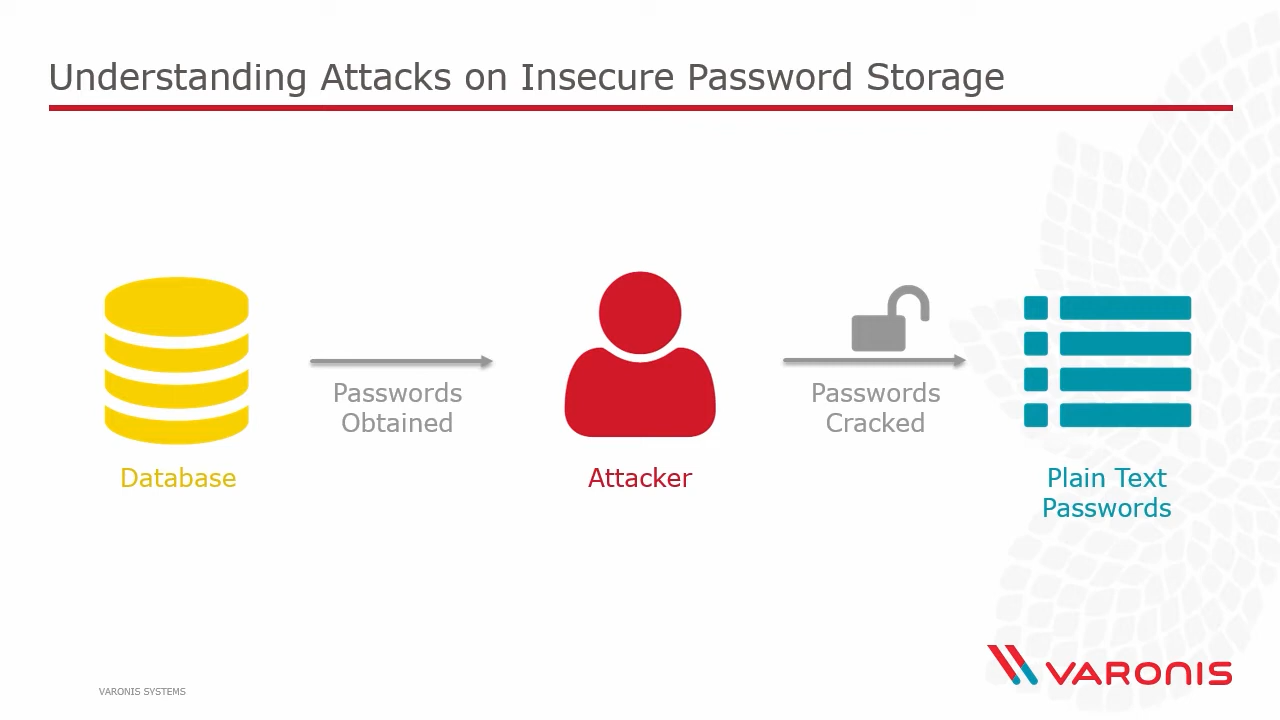 Understanding Attacks on Insecure Password Storage
Passwords
Obtained
Passwords
Cracked
Database
Attacker
Plain Text
Passwords
VARONIS SYSTEMS
VARONIS